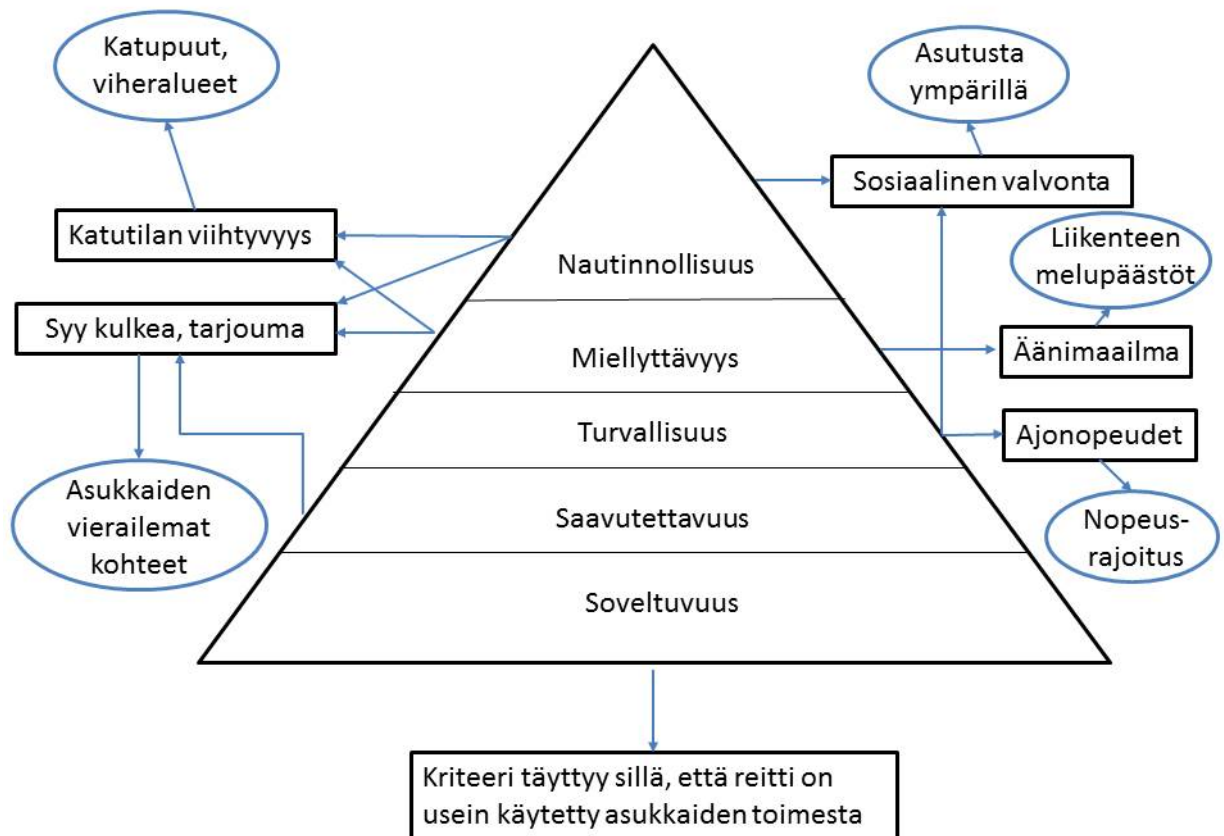 Katupuut,
viheralueet
Asutusta
ympärillä
Sosiaalinen valvonta
Katutilan viihtyvyys
Liikenteen
melupäästöt
Nautinnollisuus
Syy kulkea, tarjouma
Miellyttävyys
Äänimaailma
Turvallisuus
Ajonopeudet
Asukkaiden
vierailemat
kohteet
Saavutettavuus
Nopeus-
rajoitus
Soveltuvuus
Kriteeri täyttyy sillä, että reitti on
usein käytetty asukkaiden toimesta